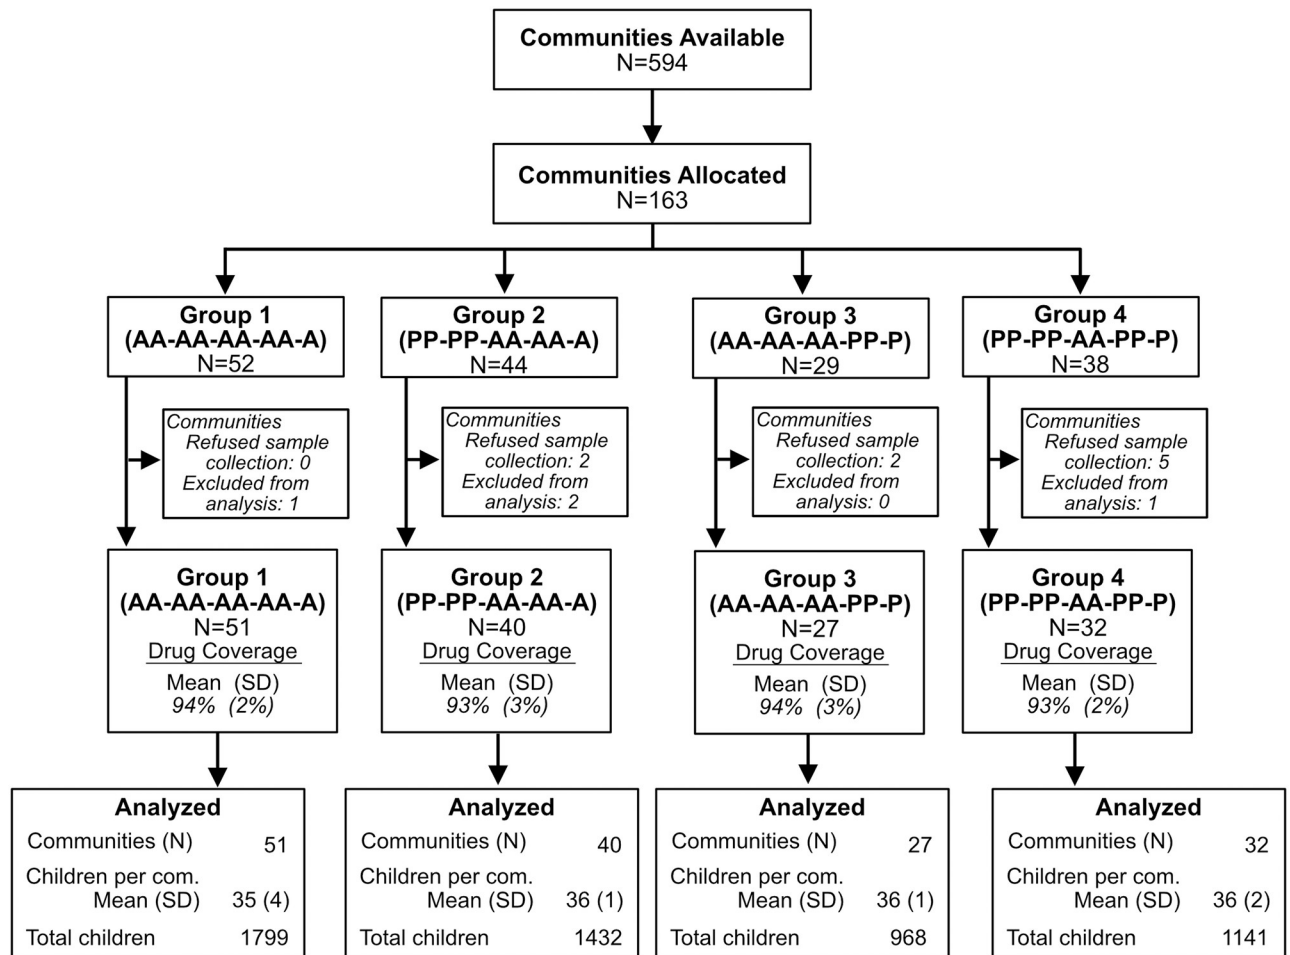 Communities Available
N=594
Communities Allocated
N=163
Group 1
(AA-AA-AA-AA-A)
N=52
Group 2
(PP-PP-AA-AA-A)
N=44
Group 3
(AA-AA-AA-PP-P)
N=29
Group 4
(PP-PP-AA-PP-P)
N=38
Communities
Refused sample
collection: 0
Excluded from
analysis: 1
Communities
Refused sample
collection: 2
Excluded from
analysis: 2
Communities
Refused sample
collection: 2
Excluded from
analysis: 0
Communities
Refused sample
collection: 5
Excluded from
analysis: 1
Group 1
(AA-AA-AA-AA-A)
N=51
Drug Coverage
Mean (SD)
94% (2%)
Group 2
(PP-PP-AA-AA-A)
N=40
Drug Coverage
Mean (SD)
93% (3%)
Group 3
(AA-AA-AA-PP-P)
N=27
Drug Coverage
Mean (SD)
94% (3%)
Group 4
(PP-PP-AA-PP-P)
N=32
Drug Coverage
Mean (SD)
93% (2%)
Analyzed
Communities (N) 51
Children per com.
Mean (SD) 35 (4)
Total children 1799
Analyzed
Communities (N) 40
Children per com.
Mean (SD) 36 (1)
Total children 1432
Analyzed
Communities (N) 27
Children per com.
Mean (SD) 36 (1)
Total children 968
Analyzed
Communities (N) 32
Children per com.
Mean (SD) 36 (2)
Total children 1141